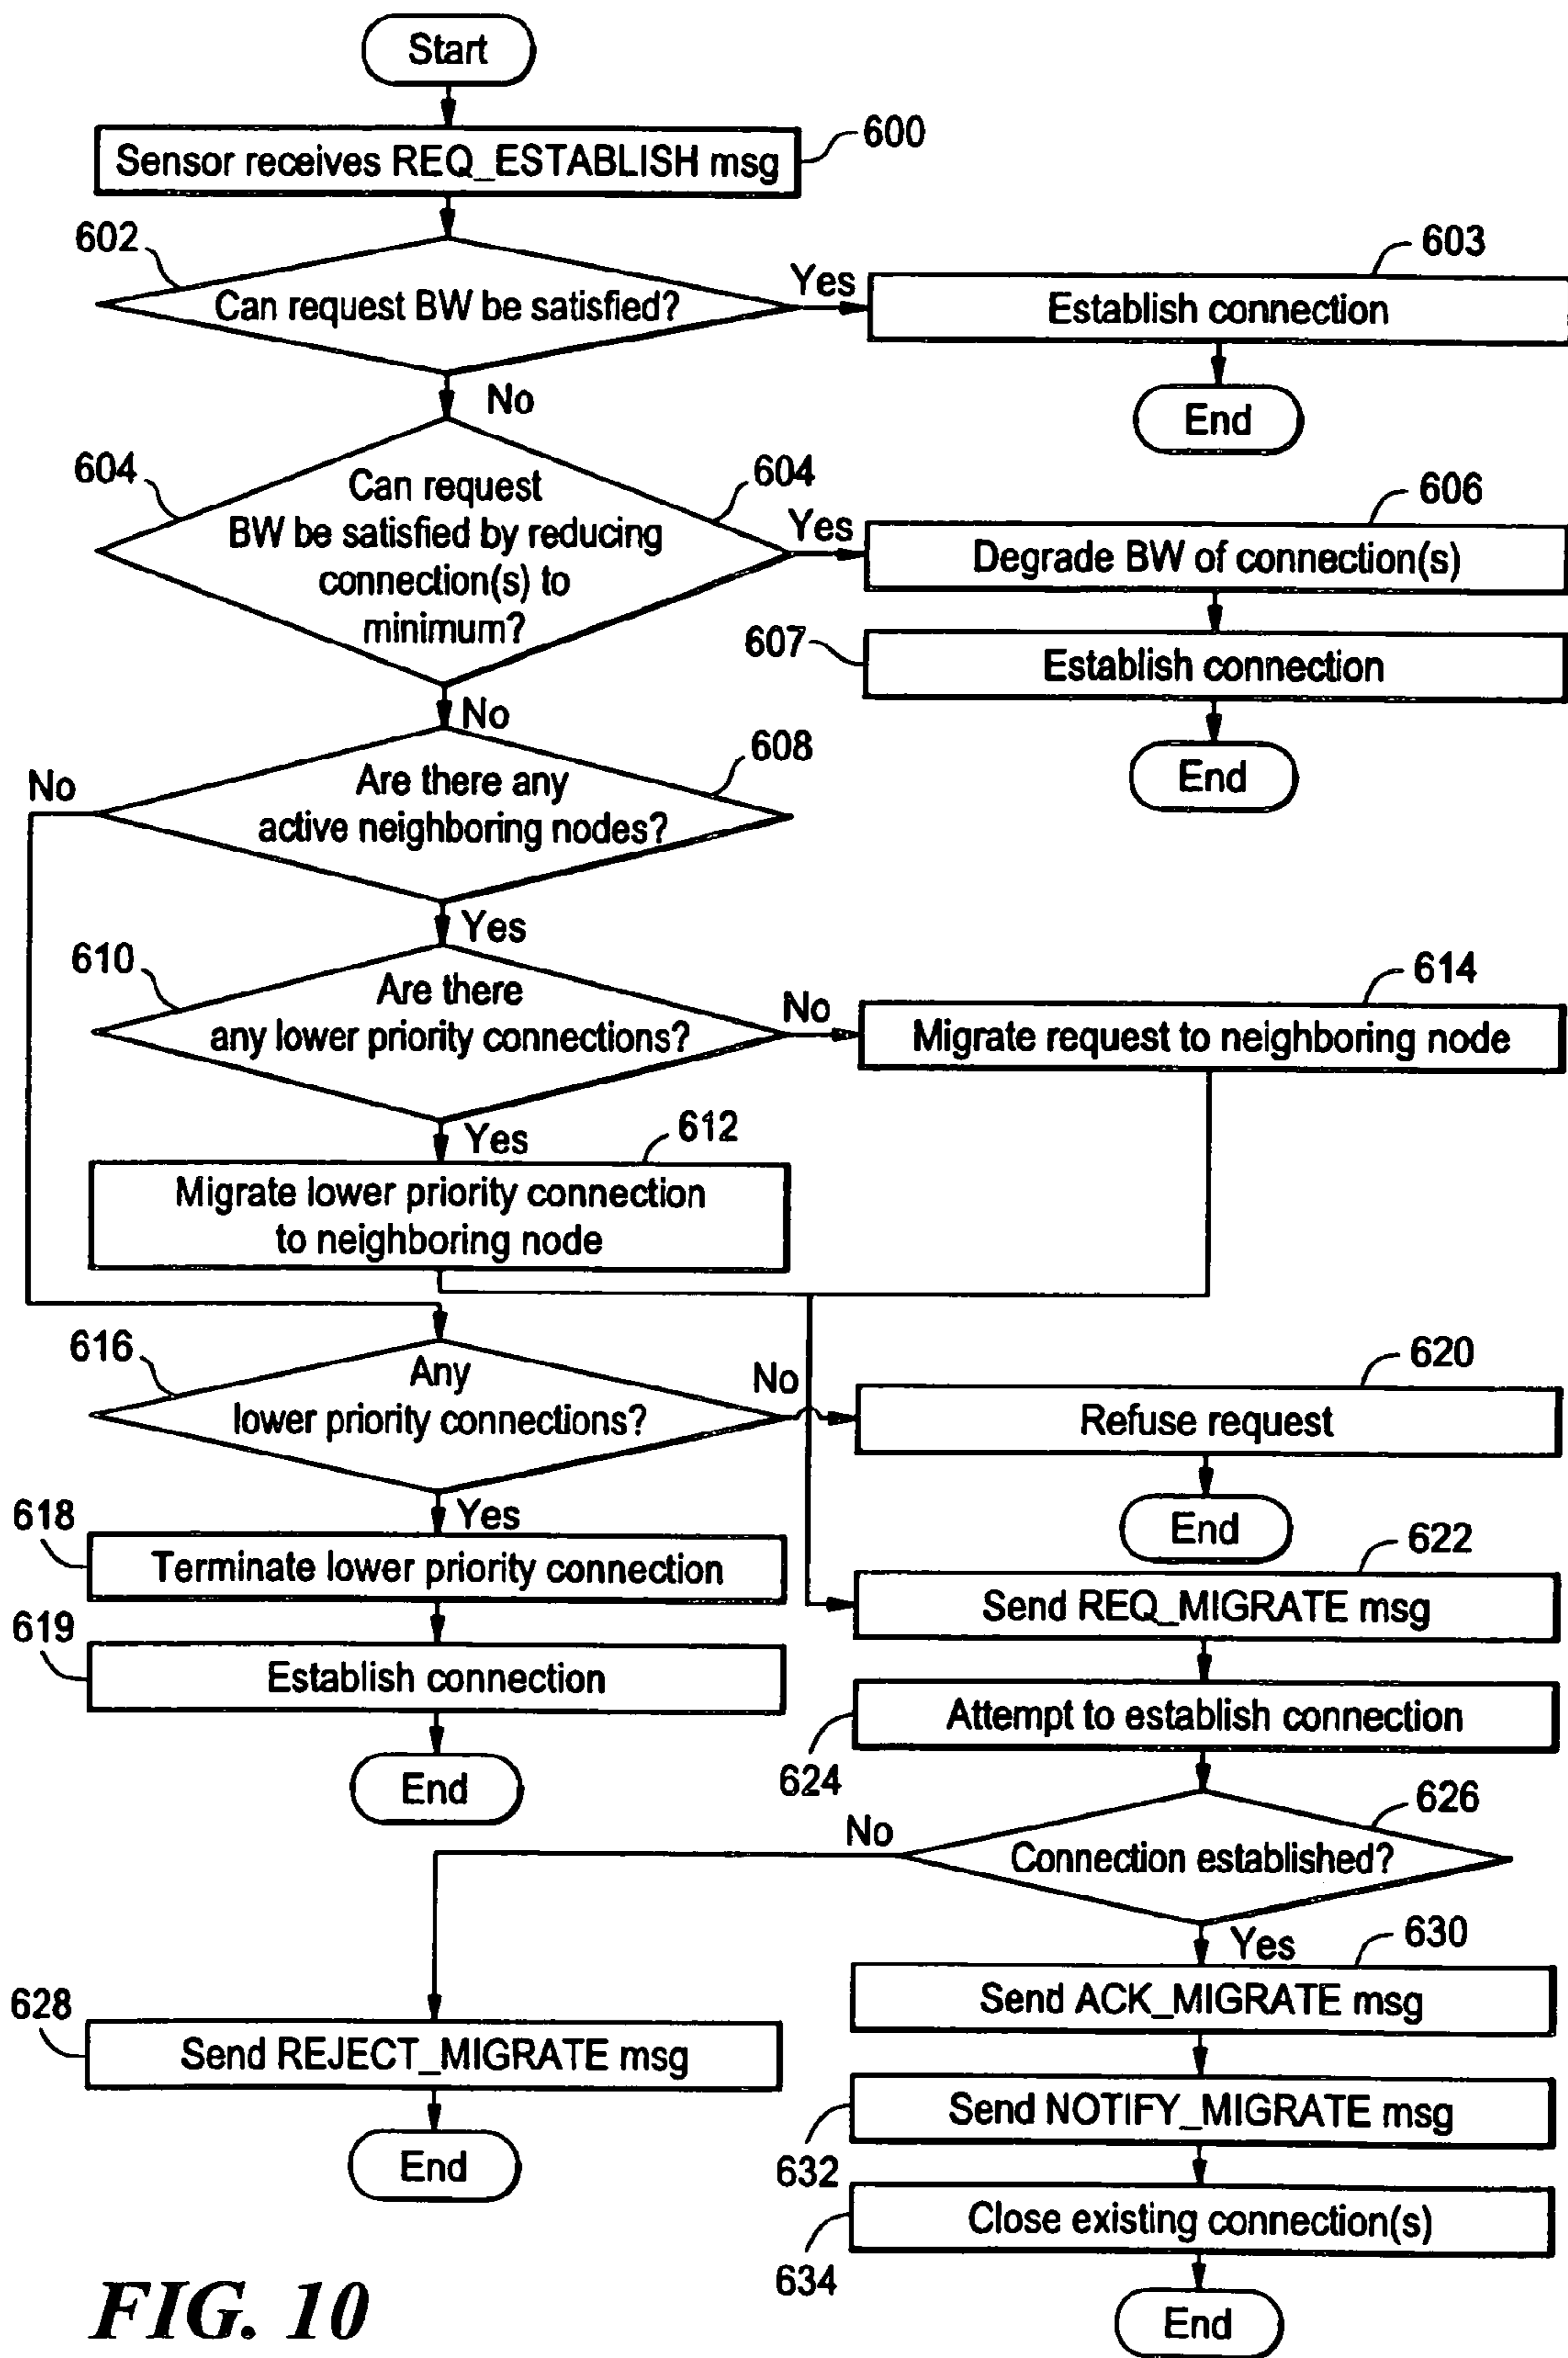 Start
Sensor receives REQ_ESTABLISH msg
600
602
Can request BW be satisfied?
Yes
603
Establish connection
End
No
604
Can request
BW be satisfied by reducing
connection(s) to
minimum?
604
Yes
606
Degrade BW of connection(s)
607
Establish connection
End
No
608
Are there any
active neighboring nodes?
No
Yes
610
Are there
any lower priority connections?
No
614
Migrate request to neighboring node
Yes
612
Migrate lower priority connection
to neighboring node
616
Any
lower priority connections?
No
620
Refuse request
End
Yes
618
Terminate lower priority connection
619
Establish connection
End
622
Send REQ_MIGRATE msg
Attempt to establish connection
624
626
Connection established?
No
Yes
628
Send REJECT_MIGRATE msg
End
630
Send ACK_MIGRATE msg
Send NOTIFY_MIGRATE msg
632
Close existing connection(s)
634
End
FIG. 10